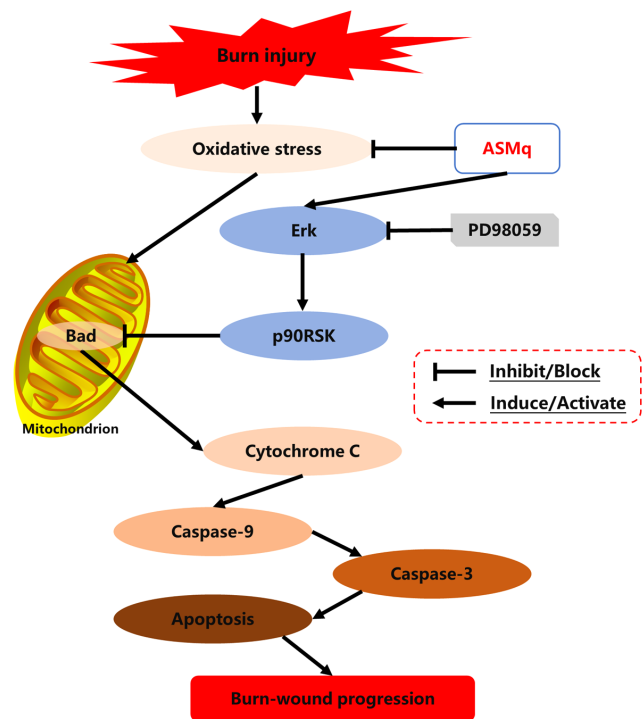 Burn injury
Oxidative stress
ASMq
Erk
PD98059
Bad
p90RSK
Mitochondrion
Inhibit/Block
Induce/Activate
Cytochrome C
Caspase-9
Caspase-3
Apoptosis
Burn-wound progression